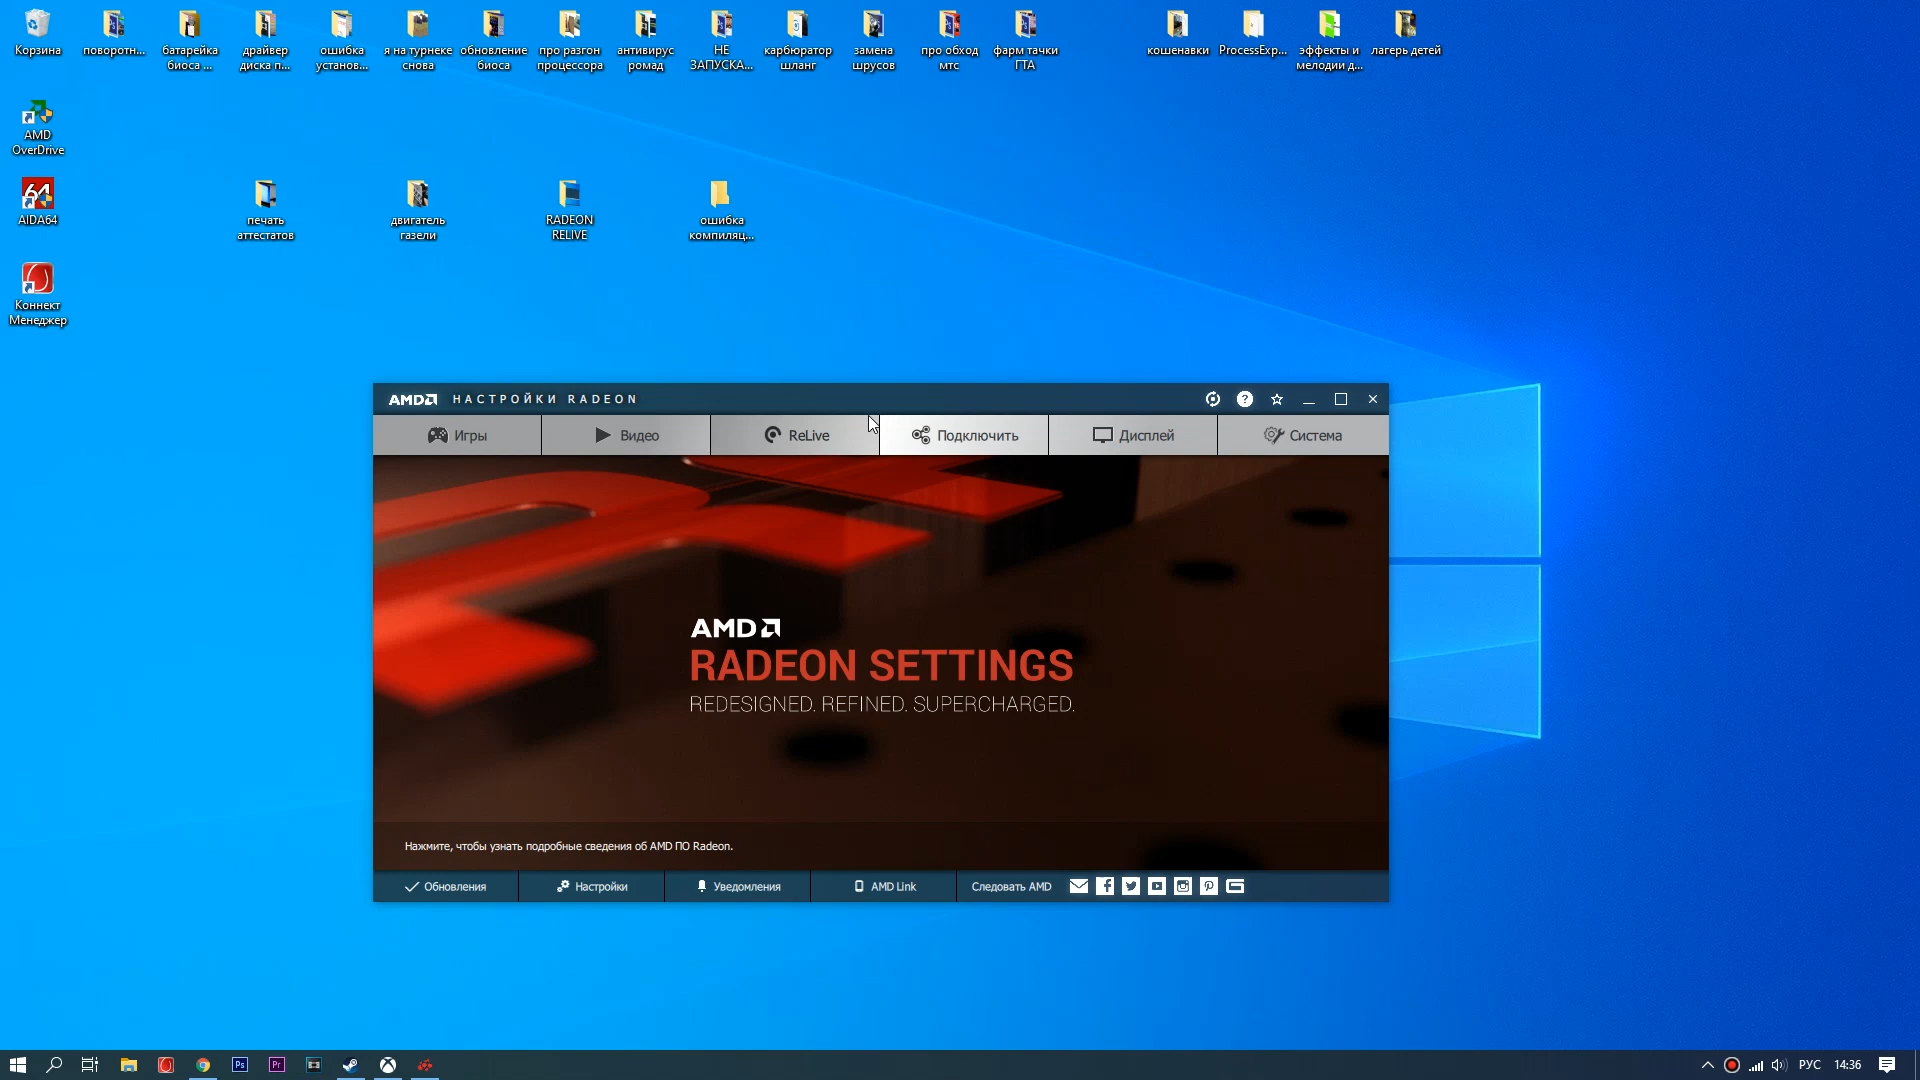 Корзина
поворотн...
батарейка
биоса ...
драйвер
диска п...
ошибка
установ...
я на турнеке
снова
обновление
биоса
про разгон
процессора
антивирус
ромад
НЕ
ЗАПУСКА...
карбюратор
шланг
замена
шрусов
про обход
мтс
фарм тачки
ГТА
кошенавки
ProcessExp...
эффекты и
мелодии д...
лагерь детей
AMD
OverDrive
64
AIDA64
печать
аттестатов
двигатель
газели
RADEON
RELIVE
ошибка
компиляц...
Коннект
Менеджер
AMD НАСТРОЙКИ RADEON
Игры
Видео
ReLive
Подключить
Дисплей
Система
AMD
RADEON SETTINGS
REDESIGNED. REFINED. SUPERCHARGED.
Нажмите, чтобы узнать подробные сведения об AMD ПО Radeon.
Обновления
Настройки
Уведомления
AMD Link
Следовать AMD
Ps
Pr
РУС
14:36